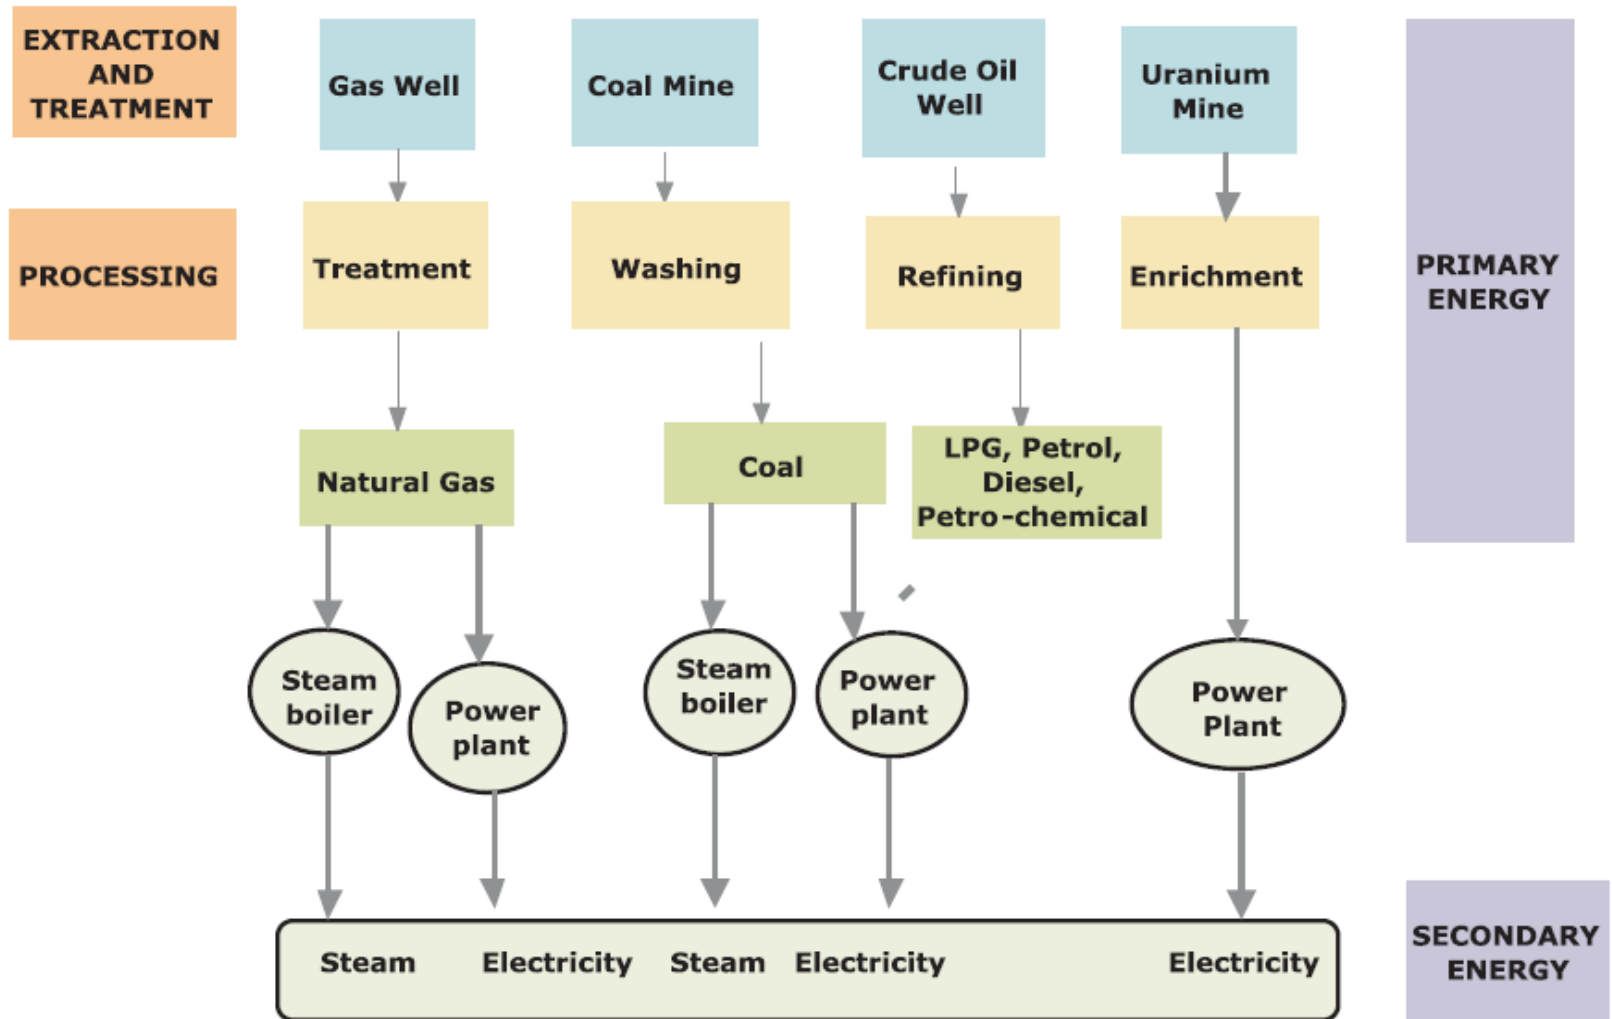 EXTRACTION
AND
TREATMENT
Gas Well
Coal Mine
Crude Oil
Well
Uranium
Mine
PROCESSING
Treatment
Washing
Refining
Enrichment
PRIMARY
ENERGY
Natural Gas
Coal
LPG, Petrol,
Diesel,
Petro-chemical
Steam
boiler
Power
plant
Steam
boiler
Power
plant
Power
Plant
Steam
Electricity
Steam
Electricity
Electricity
SECONDARY
ENERGY